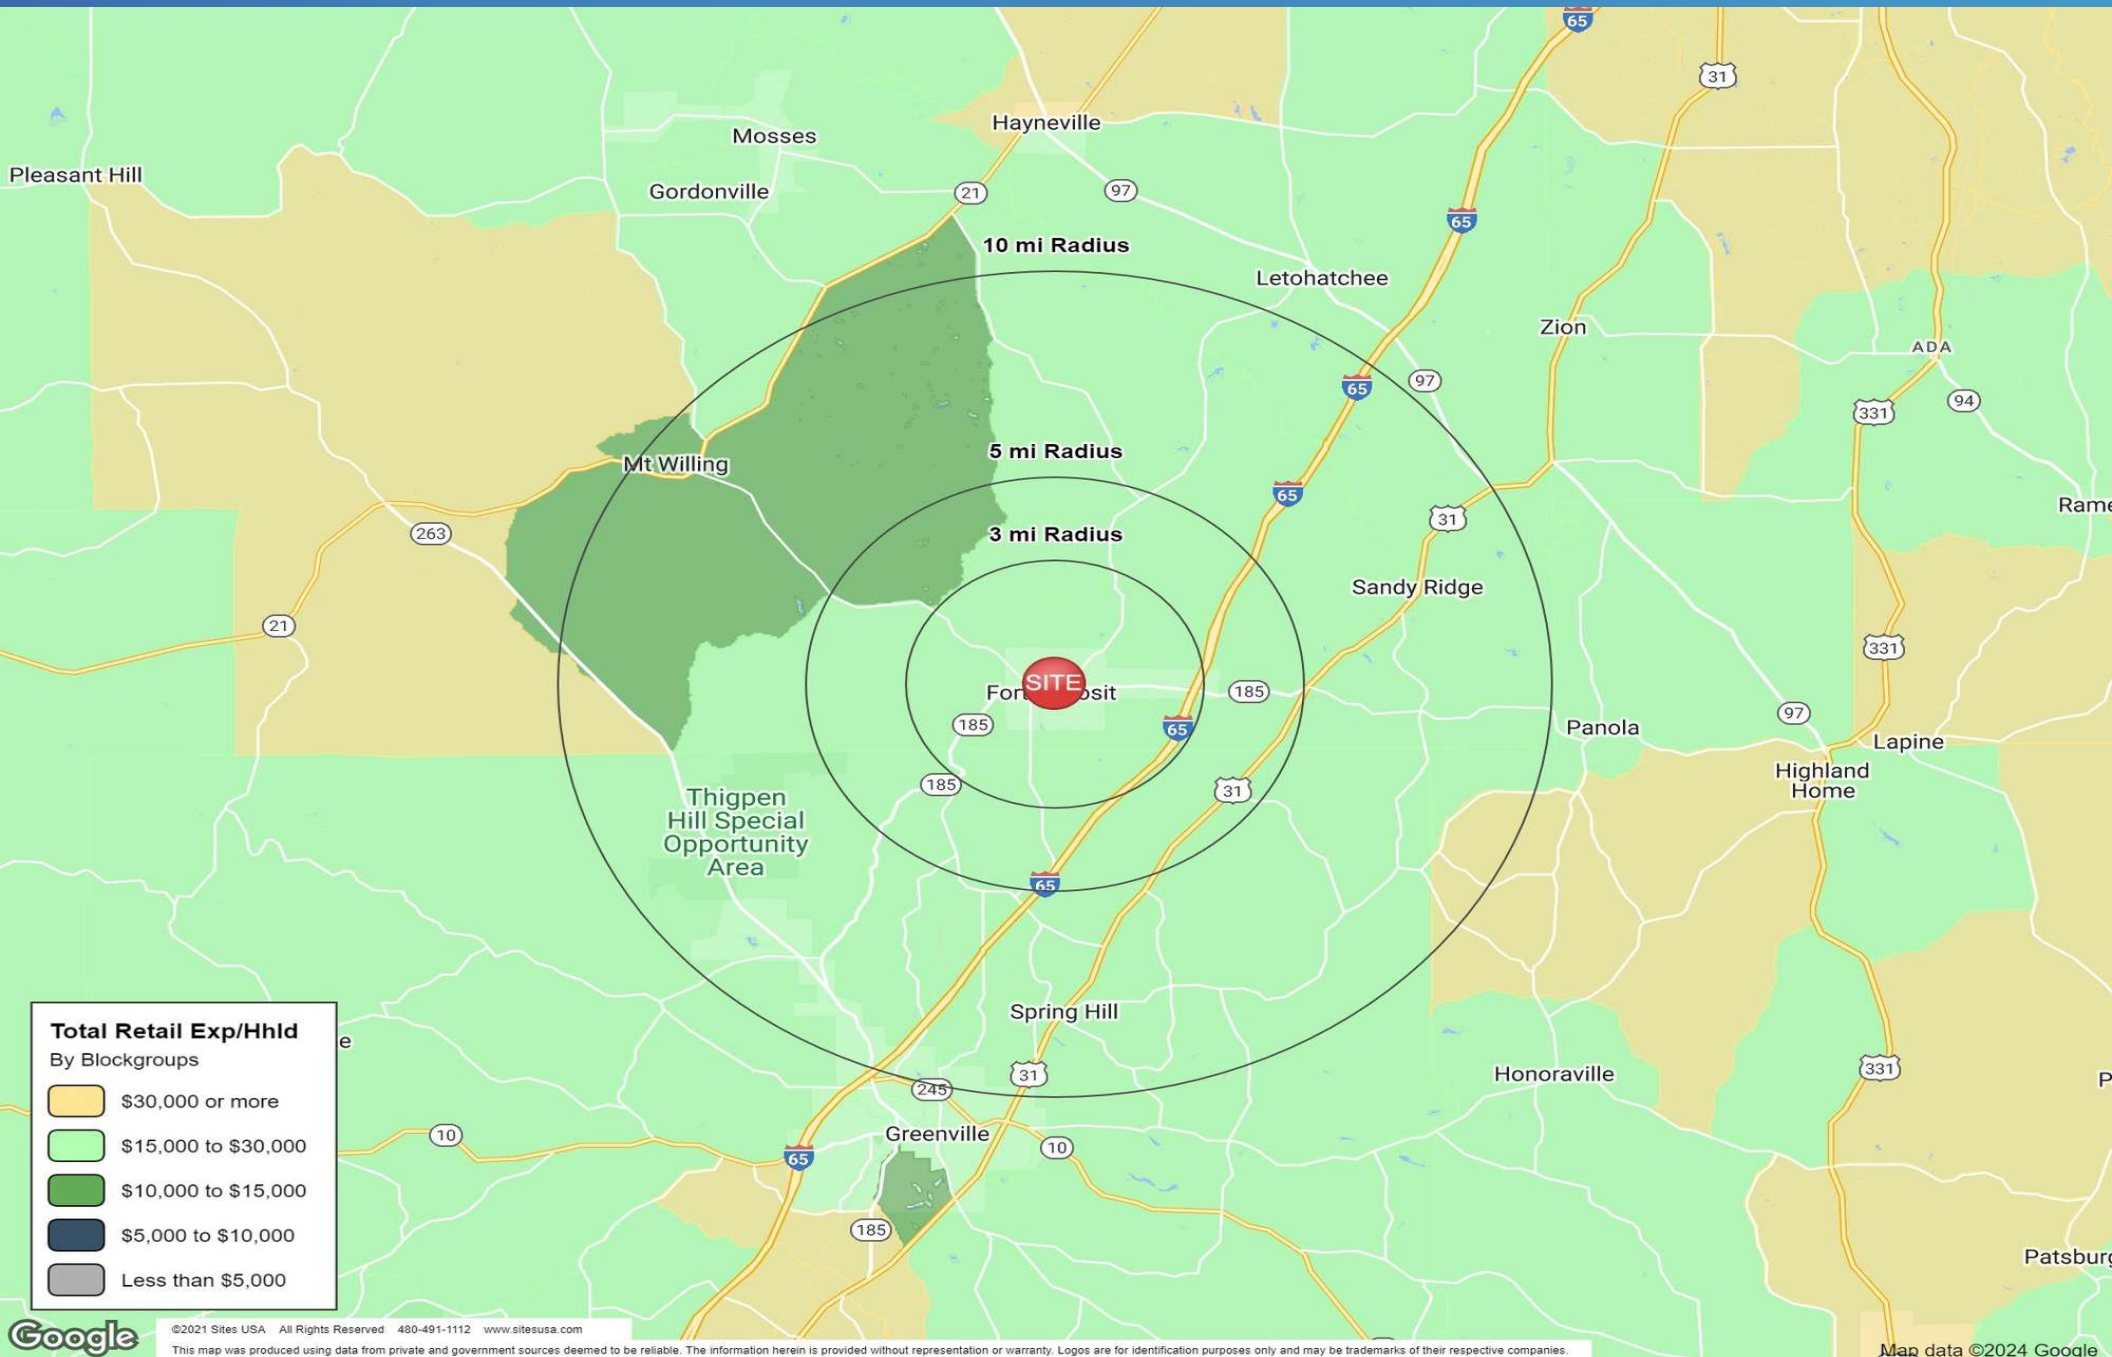 65
31
Hayneville
Mosses
Pleasant Hill
Gordonville
21
97
65
10 mi Radius
Letohatchee
Zion
ADA
65
97
331
94
5 mi Radius
Mt Willing
65
31
263
3 mi Radius
Sandy Ridge
21
331
SITE
185
185
65
97
Panola
Lapine
Highland
Home
185
31
Thigpen
Hill Special
Opportunity
Area
65
Spring Hill
31
245
Honoraville
331
Greenville
10
10
65
185
Total Retail Exp/Hhld
By Blockgroups
$30,000 or more
$15,000 to $30,000
$10,000 to $15,000
$5,000 to $10,000
Less than $5,000
Google
©2021 Sites USA All Rights Reserved 480-491-1112 www.sitesusa.com
This map was produced using data from private and government sources deemed to be reliable. The information herein is provided without representation or warranty. Logos are for identification purposes only and may be trademarks of their respective companies.
Map data ©2024 Google